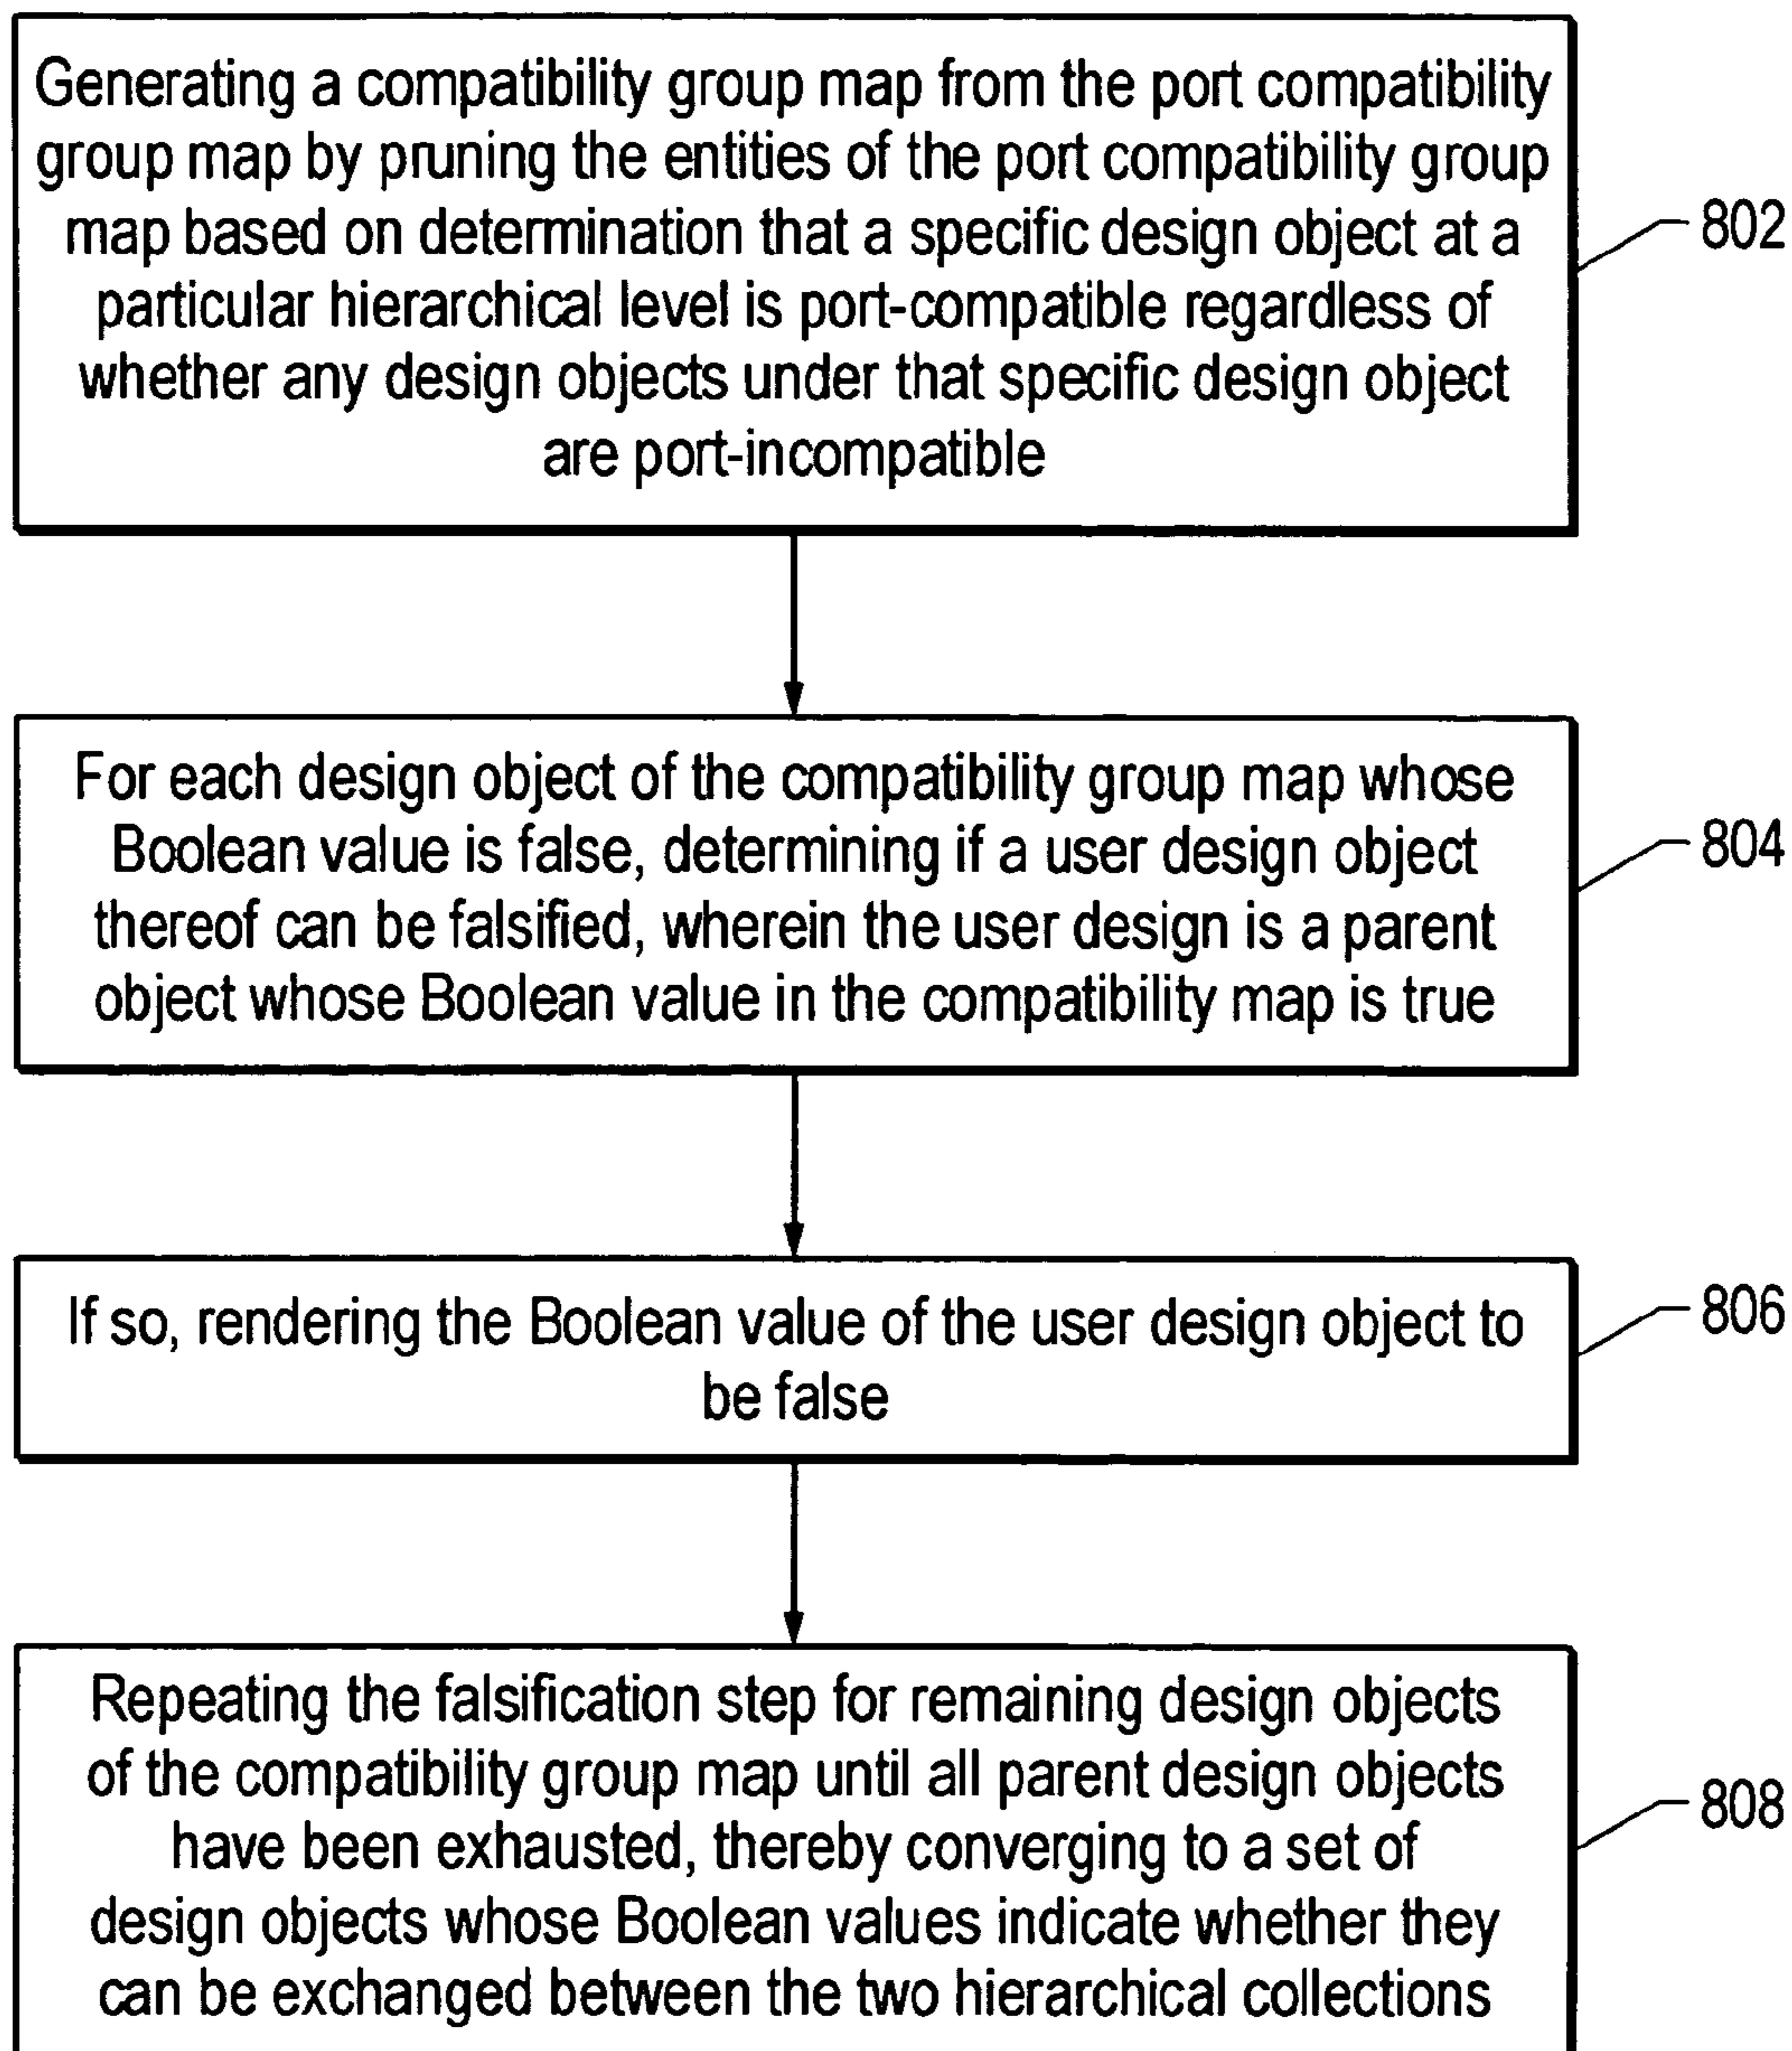 Generating a compatibility group map from the port compatibility
group map by pruning the entities of the port compatibility group
map based on determination that a specific design object at a
particular hierarchical level is port-compatible regardless of
whether any design objects under that specific design object
are port-incompatible
802
For each design object of the compatibility group map whose
Boolean value is false, determining if a user design object
thereof can be falsified, wherein the user design is a parent
object whose Boolean value in the compatibility map is true
804
If so, rendering the Boolean value of the user design object to
be false
806
Repeating the falsification step for remaining design objects
of the compatibility group map until all parent design objects
have been exhausted, thereby converging to a set of
design objects whose Boolean values indicate whether they
can be exchanged between the two hierarchical collections
808